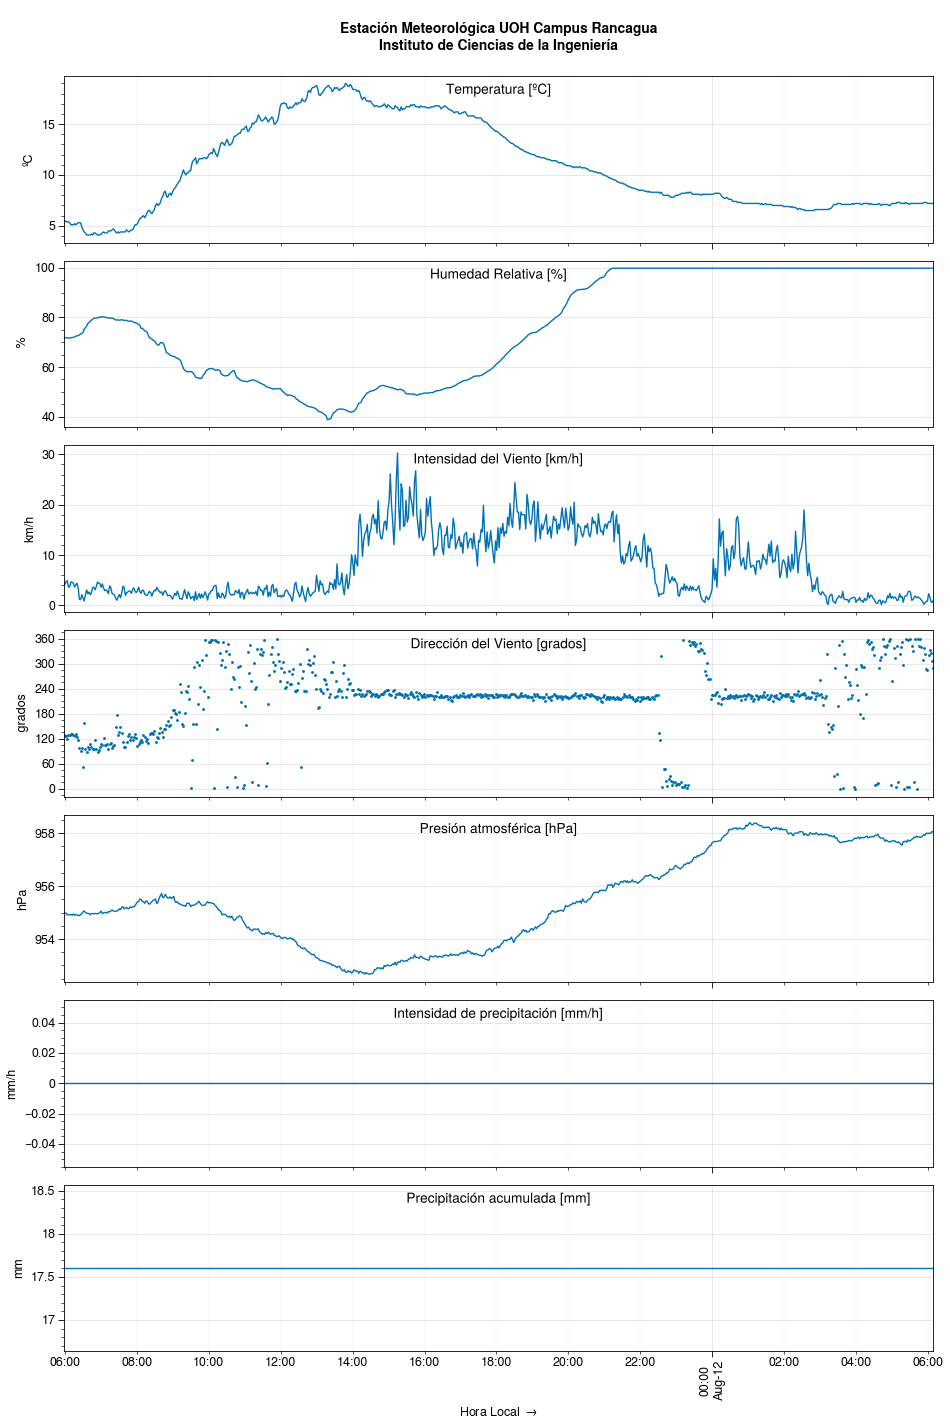 Estación Meteorológica UOH Campus Rancagua
Instituto de Ciencias de la Ingeniería
Temperatura [ºC]
15
10
5
ºC
Humedad Relativa [%]
100
80
60
40
%
Intensidad del Viento [km/h]
30
20
10
0
km/h
Dirección del Viento [grados]
360
300
240
180
120
60
0
grados
Presión atmosférica [hPa]
958
956
954
hPa
Intensidad de precipitación [mm/h]
0.04
0.02
0
−0.02
−0.04
mm/h
Precipitación acumulada [mm]
18.5
18
17.5
17
mm
06:00 08:00 10:00 12:00 14:00 16:00 18:00 20:00 22:00 00:00 02:00 04:00 06:00
Aug-12
Hora Local →